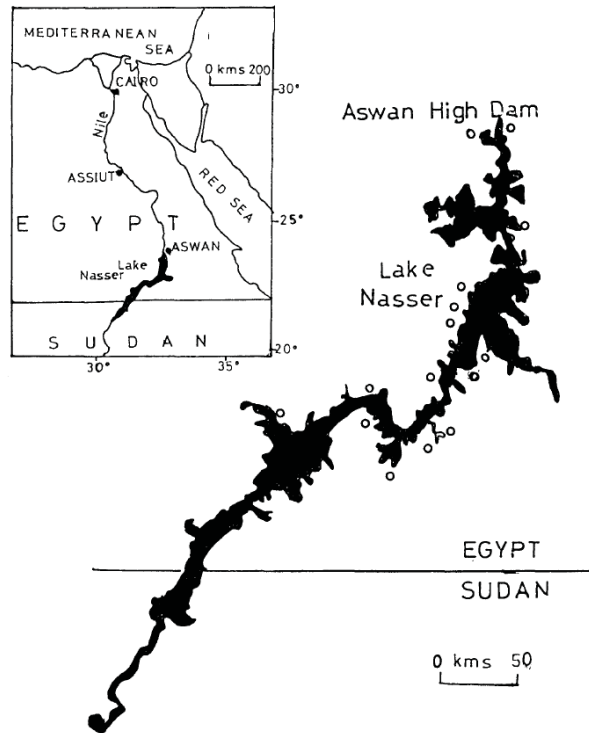 MEDITERRANEAN
SEA
0 kms 200
30°
CAIRO
Nile
ASSIUT
RED SEA
25°
EGYPT
ASWAN
Lake
Nasser
SUDAN
20°
30°
35°
Aswan High Dam
Lake
Nasser
EGYPT
SUDAN
0 kms 50